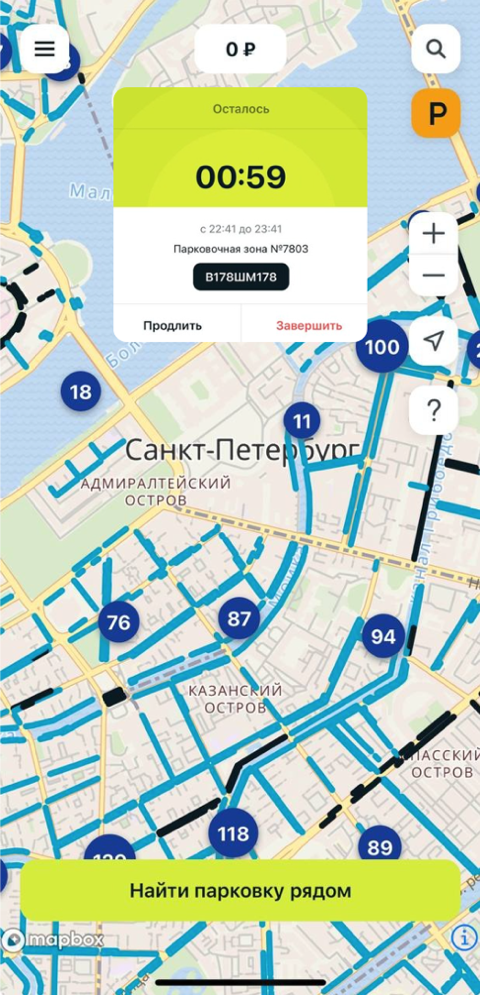 0 ₽
Осталось
00:59
с 22:41 до 23:41
Парковочная зона №7803
В178ШМ178
Продлить
Завершить
P
+
−
?
100
18
11
Санкт-Петербург
АДМИРАЛТЕЙСКИЙ
ОСТРОВ
76
87
94
КАЗАНСКИЙ
ОСТРОВ
ОСТРОВ
118
89
Найти парковку рядом
mapbox
i